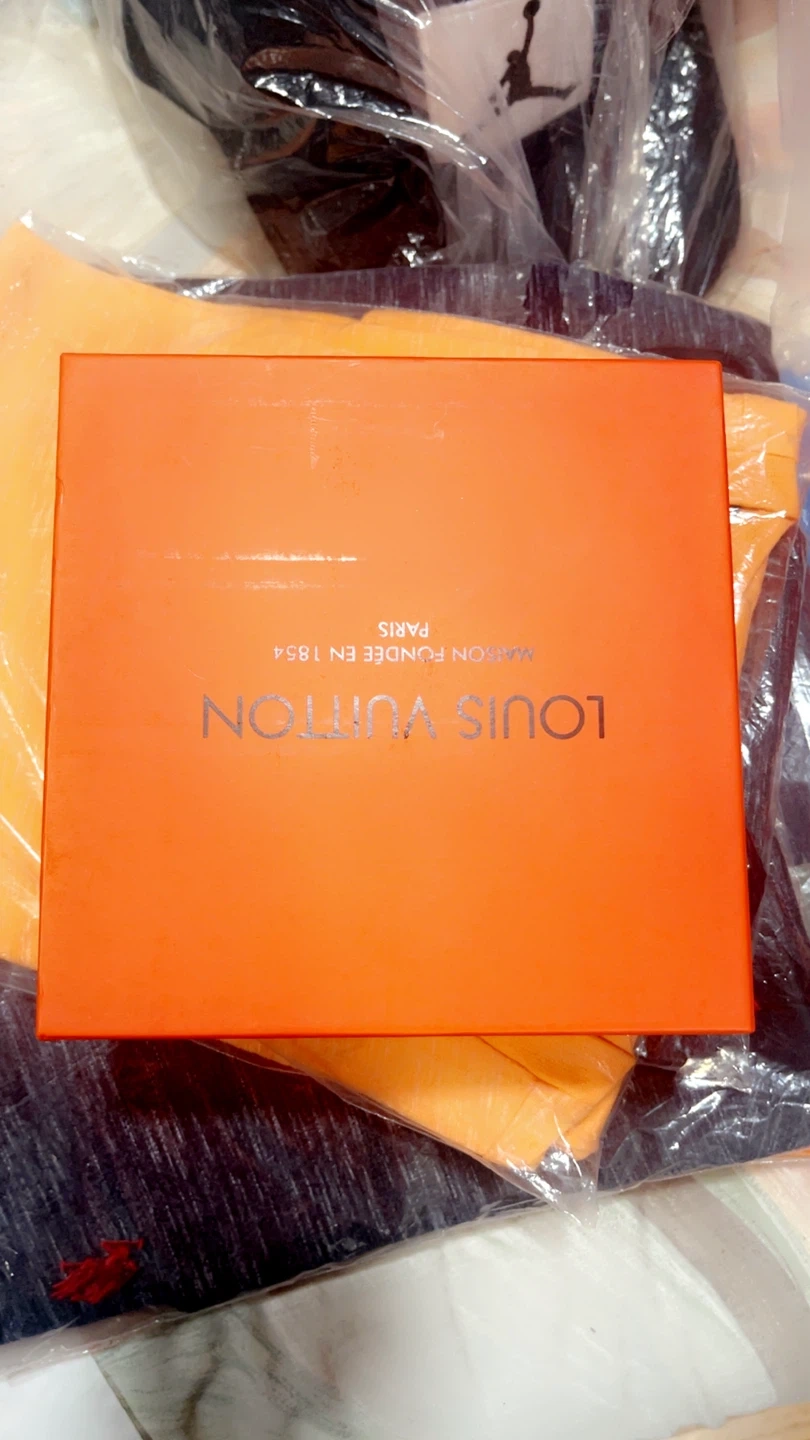 LOUIS VUITTON
MAISON FONDÉE EN 1854
PARIS